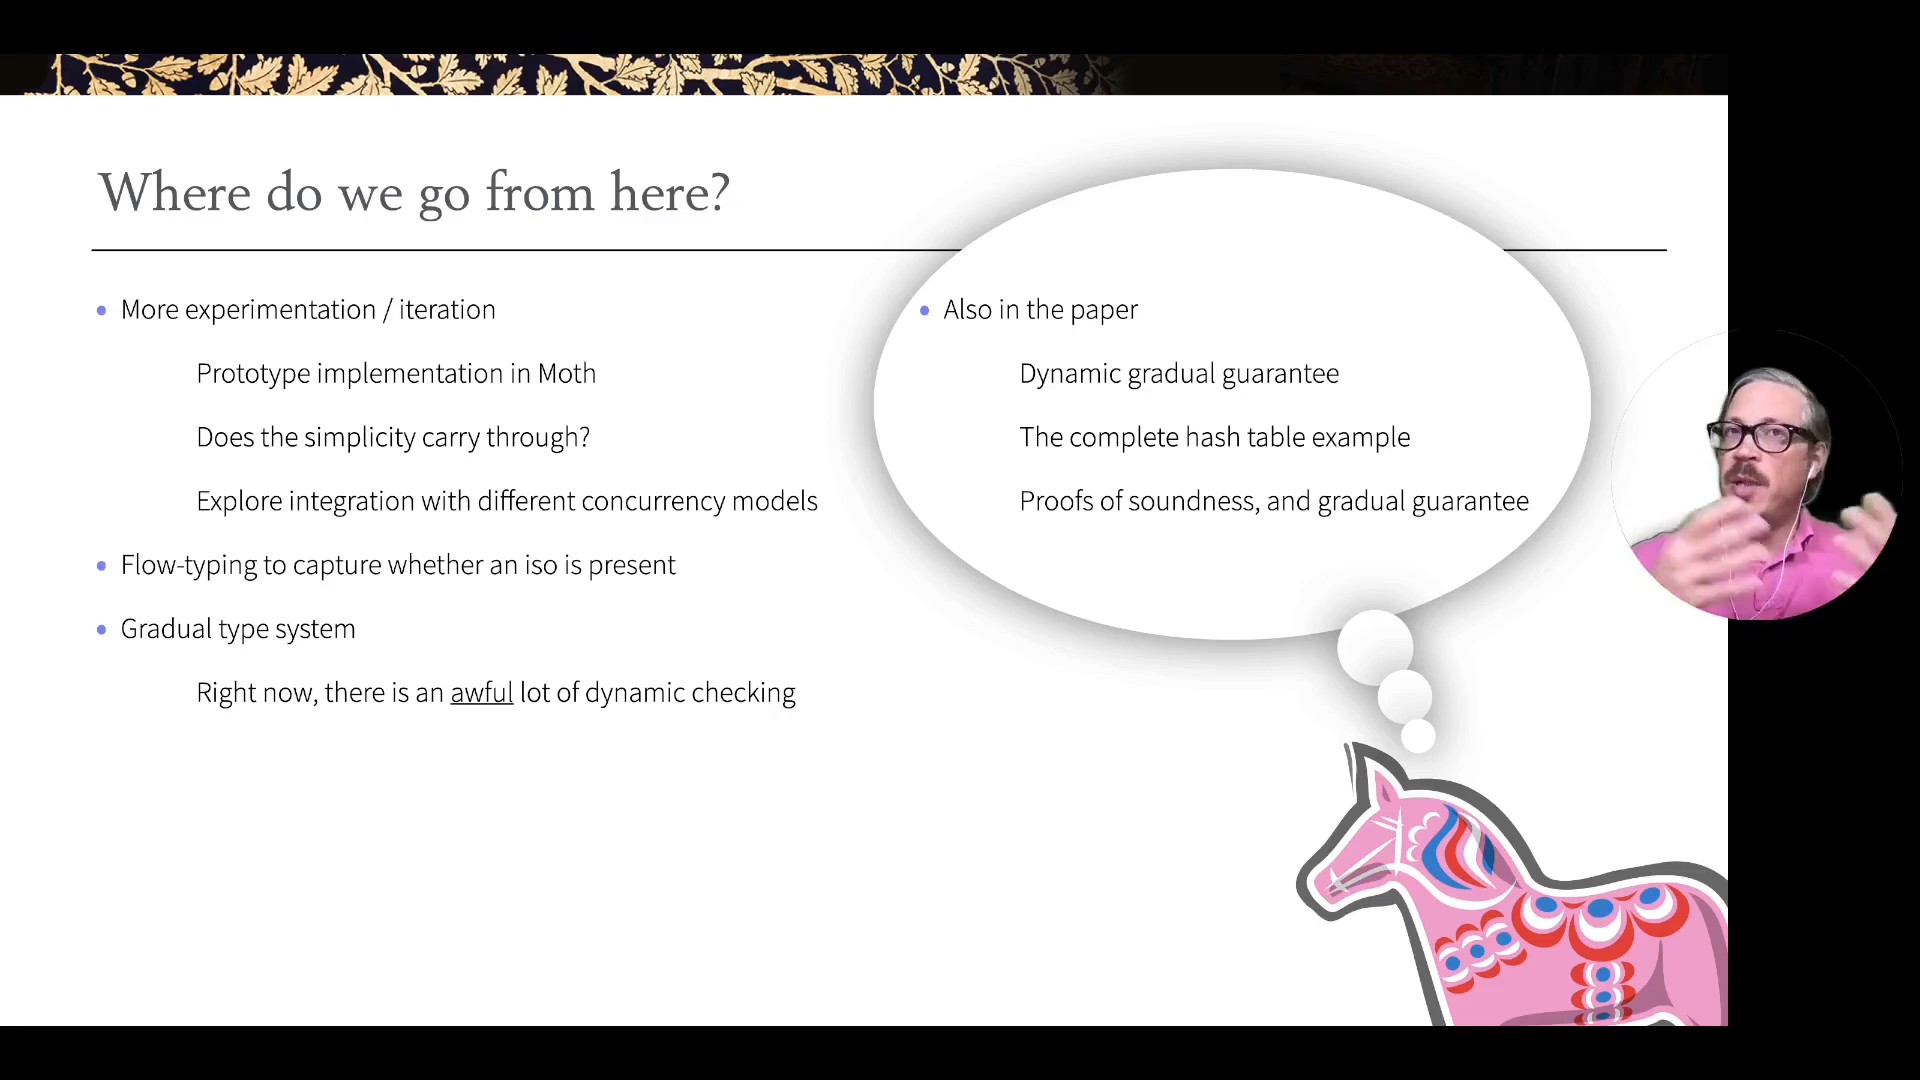 Where do we go from here?
More experimentation / iteration
Prototype implementation in Moth
Does the simplicity carry through?
Explore integration with different concurrency models
Flow-typing to capture whether an iso is present
Gradual type system
Right now, there is an awful lot of dynamic checking
Also in the paper
Dynamic gradual guarantee
The complete hash table example
Proofs of soundness, and gradual guarantee